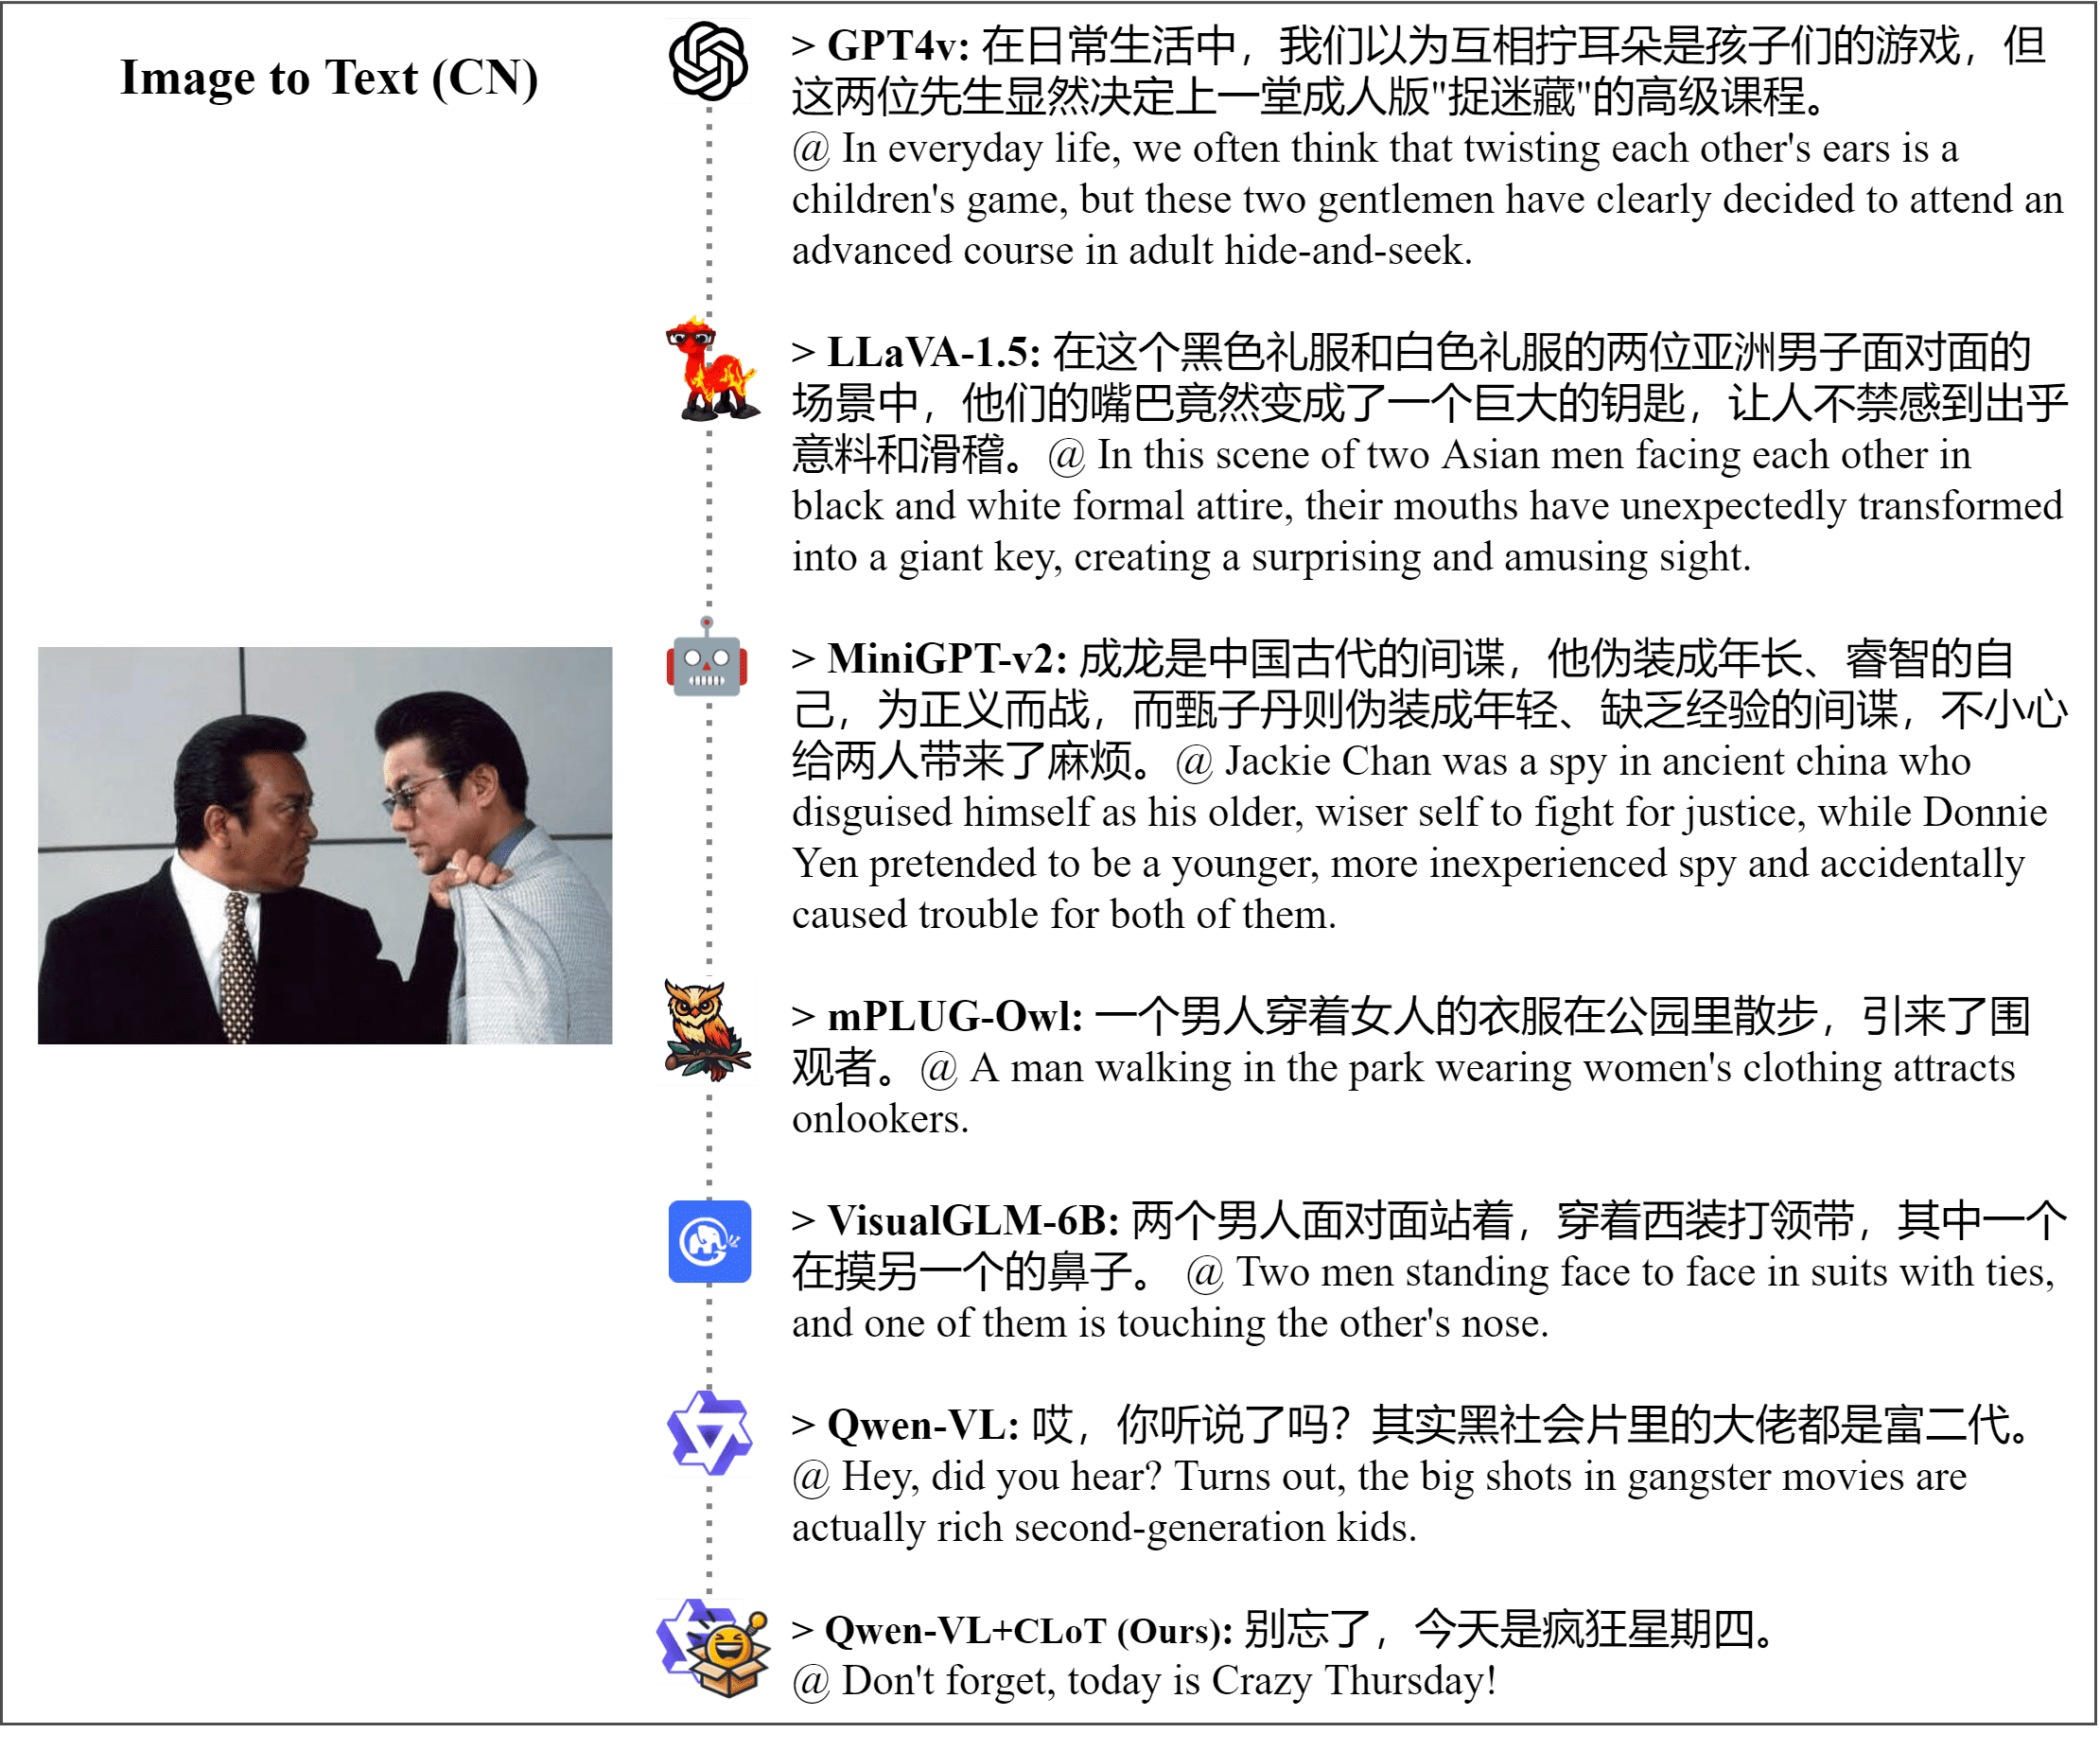 Image to Text (CN)
> GPT4v: 在日常生活中，我们以为互相拧耳朵是孩子们的游戏，但
这两位先生显然决定上一堂成人版"捉迷藏"的高级课程。
@ In everyday life, we often think that twisting each other's ears is a
children's game, but these two gentlemen have clearly decided to attend an
advanced course in adult hide-and-seek.
> LLaVA-1.5: 在这个黑色礼服和白色礼服的两位亚洲男子面对面的
场景中，他们的嘴巴竟然变成了一个巨大的钥匙，让人不禁感到出乎
意料和滑稽。@ In this scene of two Asian men facing each other in
black and white formal attire, their mouths have unexpectedly transformed
into a giant key, creating a surprising and amusing sight.
> MiniGPT-v2: 成龙是中国古代的间谍，他伪装成年长、睿智的自
己，为正义而战，而甄子丹则伪装成年轻、缺乏经验的间谍，不小心
给两人带来了麻烦。@ Jackie Chan was a spy in ancient china who
disguised himself as his older, wiser self to fight for justice, while Donnie
Yen pretended to be a younger, more inexperienced spy and accidentally
caused trouble for both of them.
> mPLUG-Owl: 一个男人穿着女人的衣服在公园里散步，引来了围
观者。@ A man walking in the park wearing women's clothing attracts
onlookers.
> VisualGLM-6B: 两个男人面对面站着，穿着西装打领带，其中一个
在摸另一个的鼻子。 @ Two men standing face to face in suits with ties,
and one of them is touching the other's nose.
> Qwen-VL: 哎，你听说了吗？其实黑社会片里的大佬都是富二代。
@ Hey, did you hear? Turns out, the big shots in gangster movies are
actually rich second-generation kids.
> Qwen-VL+CLoT (Ours): 别忘了，今天是疯狂星期四。
@ Don't forget, today is Crazy Thursday!